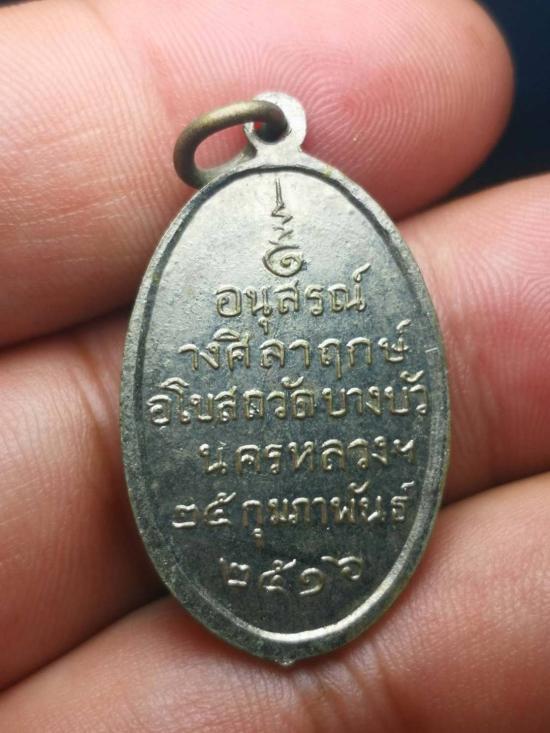 อนุสรณ์
างศิลาฤกษ์
อุโบสถวัดบางบัว
นครหลวงฯ
๒๕ กุมภาพันธ์
๒๕๑๖